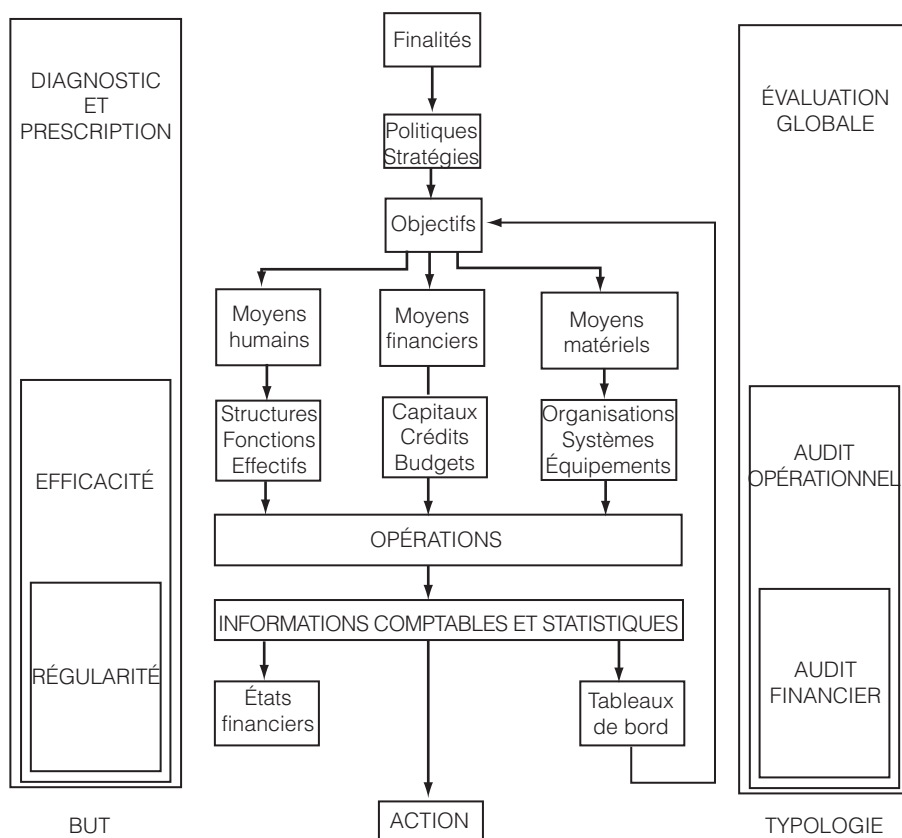 Finalités
DIAGNOSTIC
ET
PRESCRIPTION
ÉVALUATION
GLOBALE
Politiques
Stratégies
Objectifs
Moyens
humains
Moyens
financiers
Moyens
matériels
Structures
Fonctions
Effectifs
Capitaux
Crédits
Budgets
Organisations
Systèmes
Équipements
EFFICACITÉ
AUDIT
OPÉRATIONNEL
OPÉRATIONS
INFORMATIONS COMPTABLES ET STATISTIQUES
RÉGULARITÉ
États
financiers
Tableaux
de bord
AUDIT
FINANCIER
BUT
ACTION
TYPOLOGIE